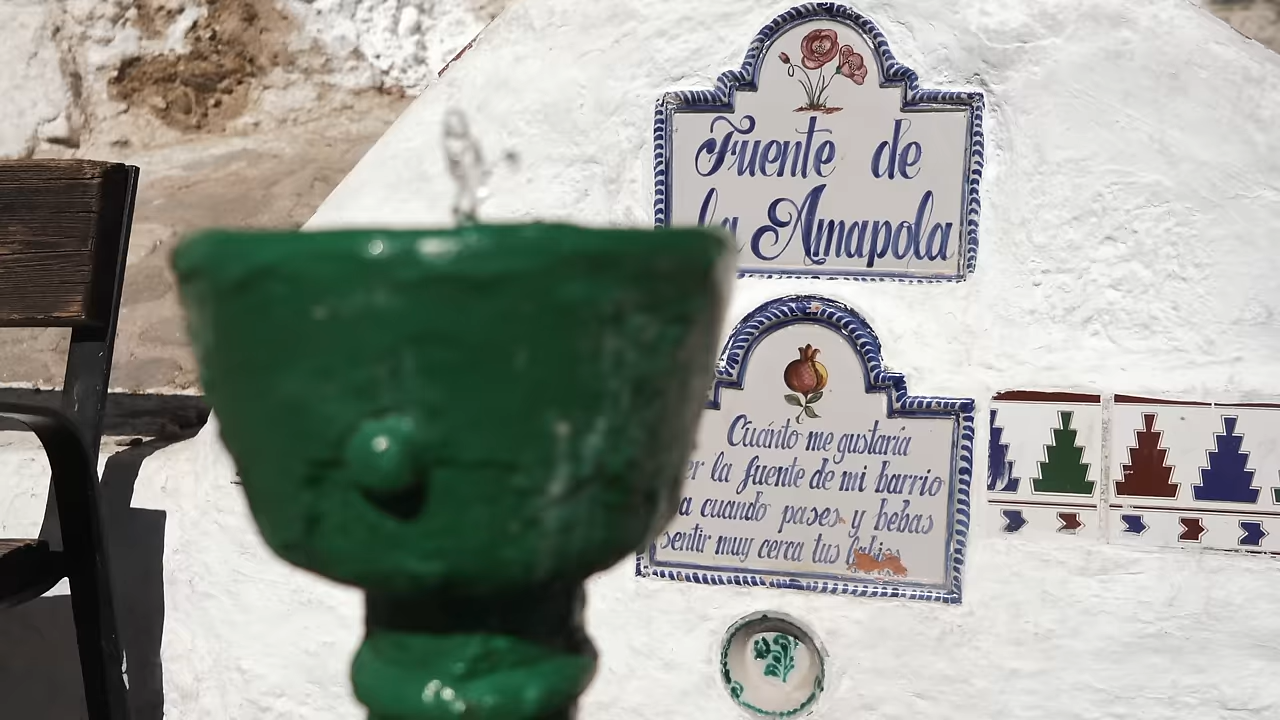 Fuente de
la Amapola
Cuánto me gustaría
er la fuente de mi barrio
a cuando pases y bebas
sentir muy cerca tus